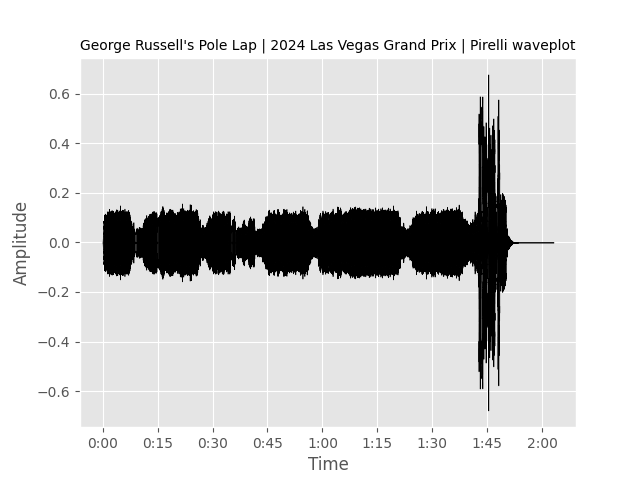 George Russell's Pole Lap | 2024 Las Vegas Grand Prix | Pirelli waveplot
0.6
0.4
0.2
0.0
−0.2
−0.4
−0.6
Amplitude
0:00 0:15 0:30 0:45 1:00 1:15 1:30 1:45 2:00
Time